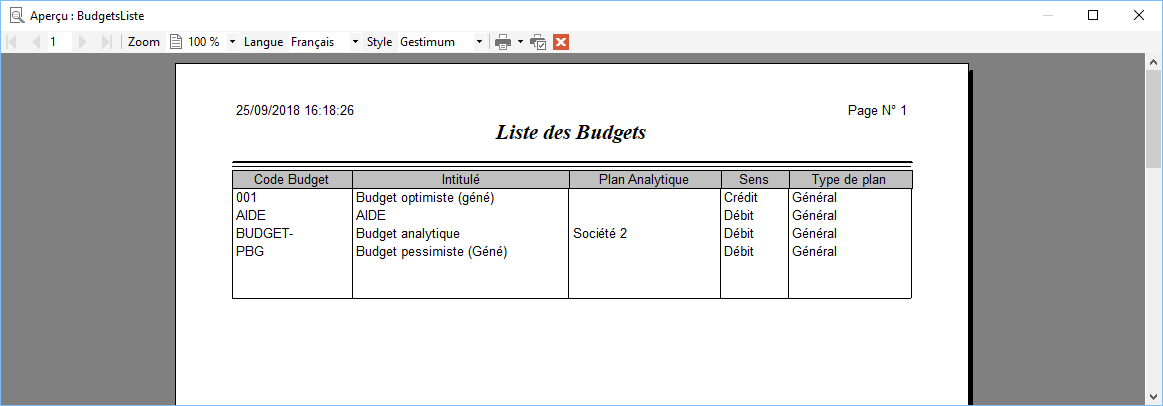 Aperçu : BudgetsListe
1 Zoom 100 % Langue Français Style Gestimum
25/09/2018 16:18:26 Page N° 1
Liste des Budgets
Code Budget Intitulé Plan Analytique Sens Type de plan
001 Budget optimiste (géné) Crédit Général
AIDE AIDE Débit Général
BUDGET- Budget analytique Société 2 Débit Général
PBG Budget pessimiste (Géné) Débit Général